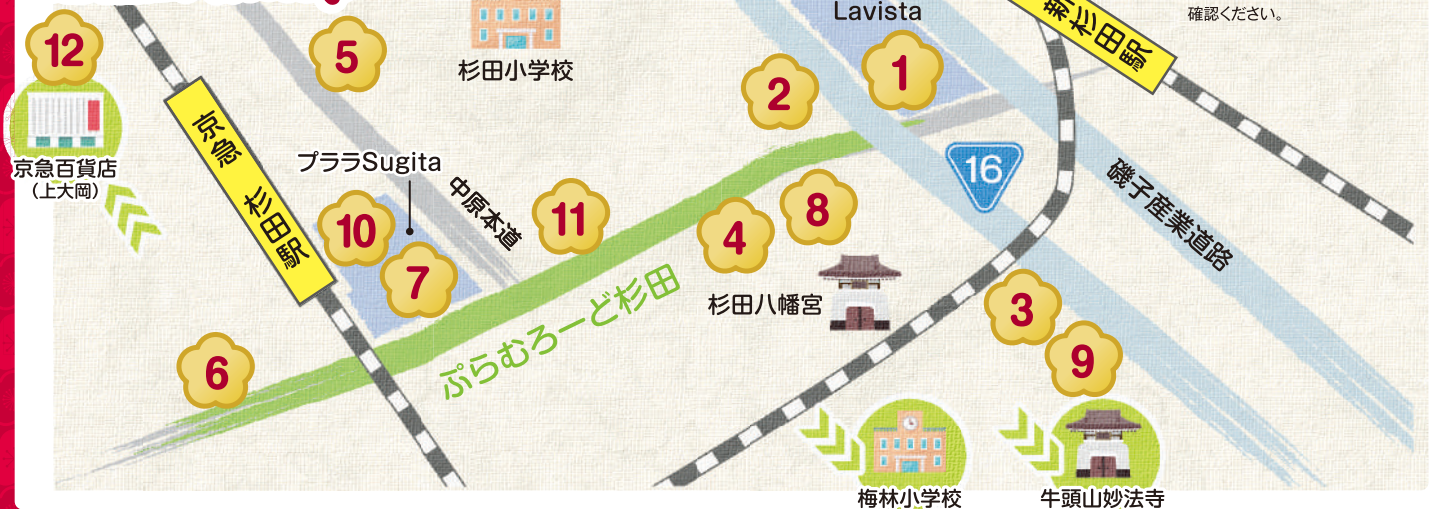 Lavista
確認ください。
新杉田駅
12
5
杉田小学校
1
2
京急百貨店
(上大岡)
京急 杉田駅
プララSugita
中原本道
10
7
11
4
8
16
磯子産業道路
杉田八幡宮
3
ぷらむろーど杉田
6
9
梅林小学校
牛頭山妙法寺